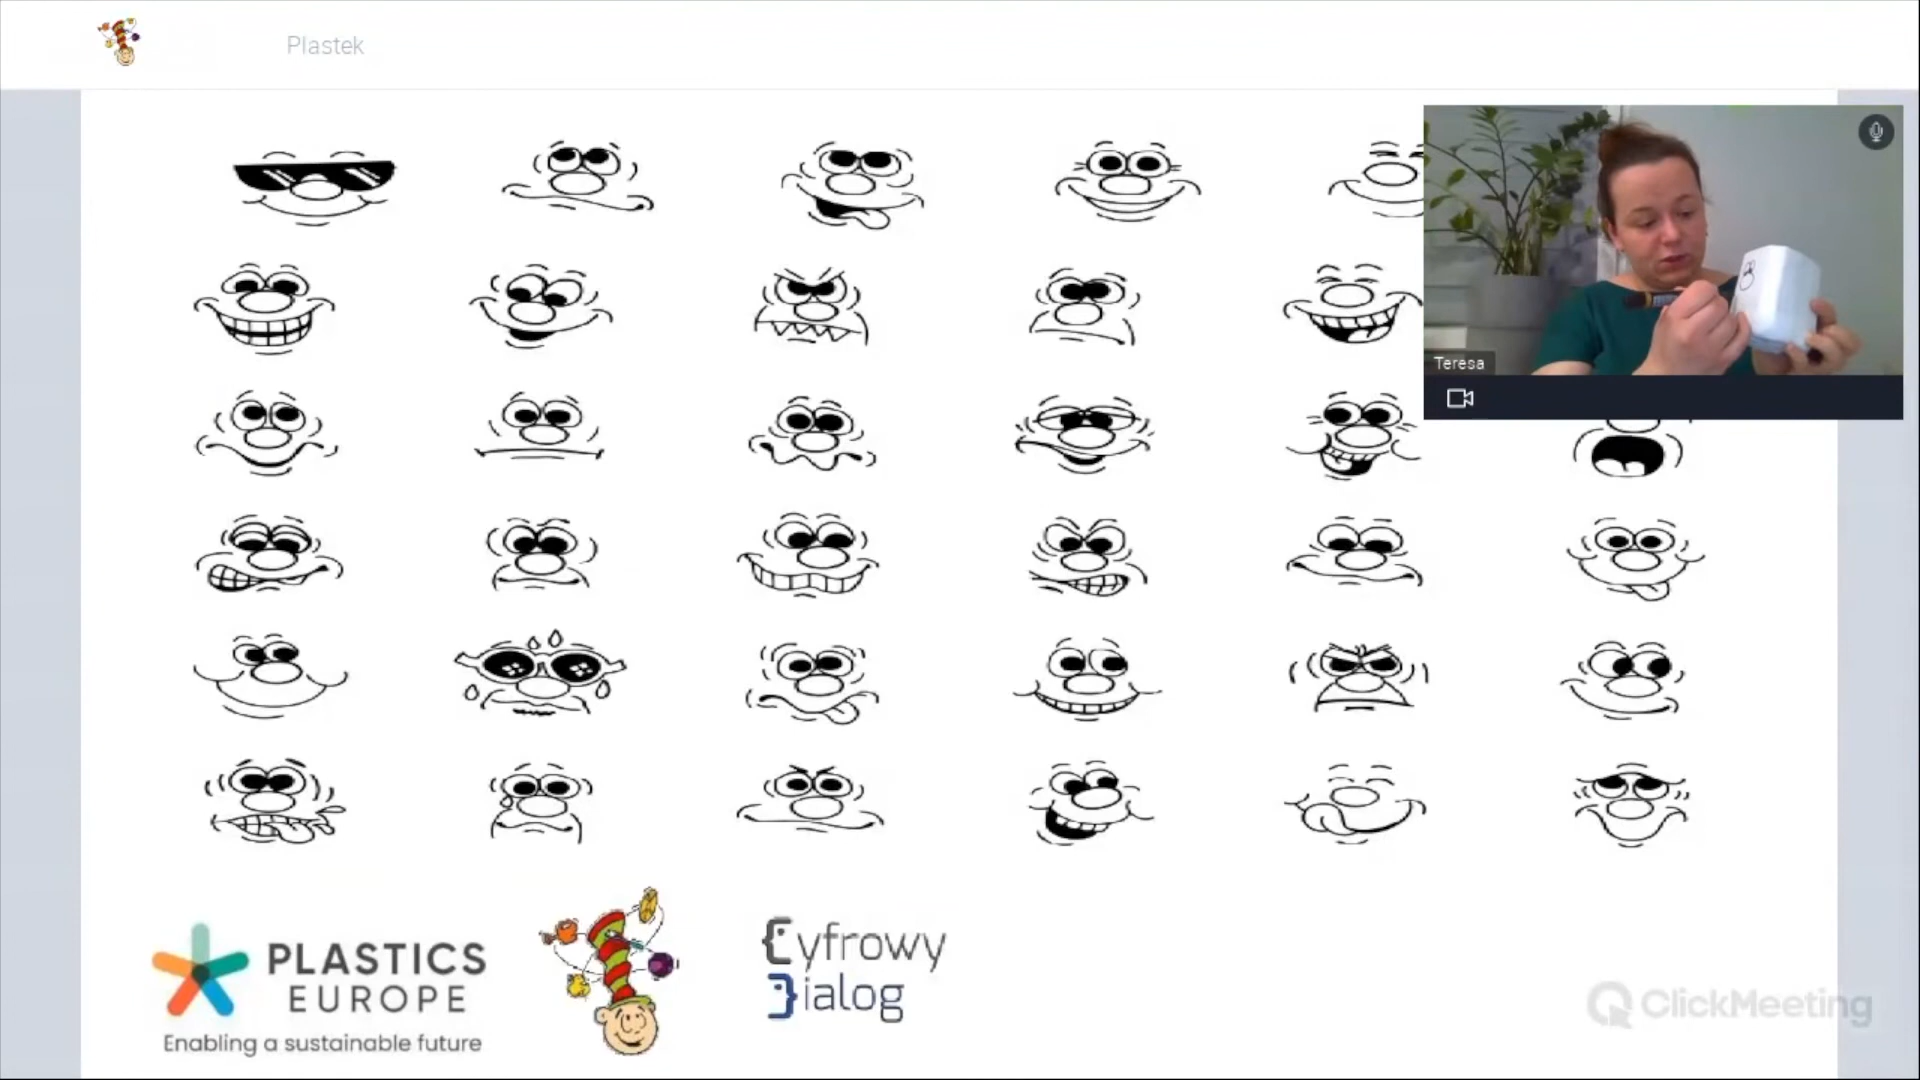 Plastek
Teresa
PLASTICS
EUROPE
Enabling a sustainable future
Cyfrowy
Dialog
ClickMeeting